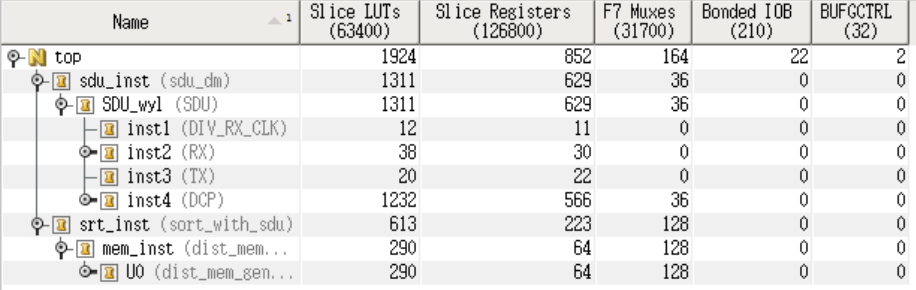 Name 1 Slice LUTs (63400) Slice Registers (126800) F7 Muxes (31700) Bonded IOB (210) BUFGCTRL (32)
N top 1924 852 164 22 2
sdu_inst (sdu_dm) 1311 629 36 0 0
SDU_wyl (SDU) 1311 629 36 0 0
inst1 (DIV_RX_CLK) 12 11 0 0 0
inst2 (RX) 38 30 0 0 0
inst3 (TX) 20 22 0 0 0
inst4 (DCP) 1232 566 36 0 0
srt_inst (sort_with_sdu) 613 223 128 0 0
mem_inst (dist_mem... 290 64 128 0 0
U0 (dist_mem_gen... 290 64 128 0 0